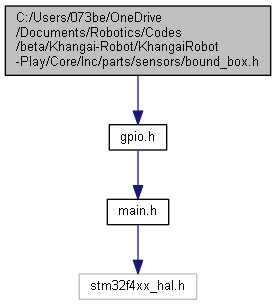 C:/Users/073be/OneDrive
/Documents/Robotics/Codes
/beta/Khangai-Robot/KhangaiRobot
-Play/Core/Inc/parts/sensors/bound_box.h
gpio.h
main.h
stm32f4xx_hal.h